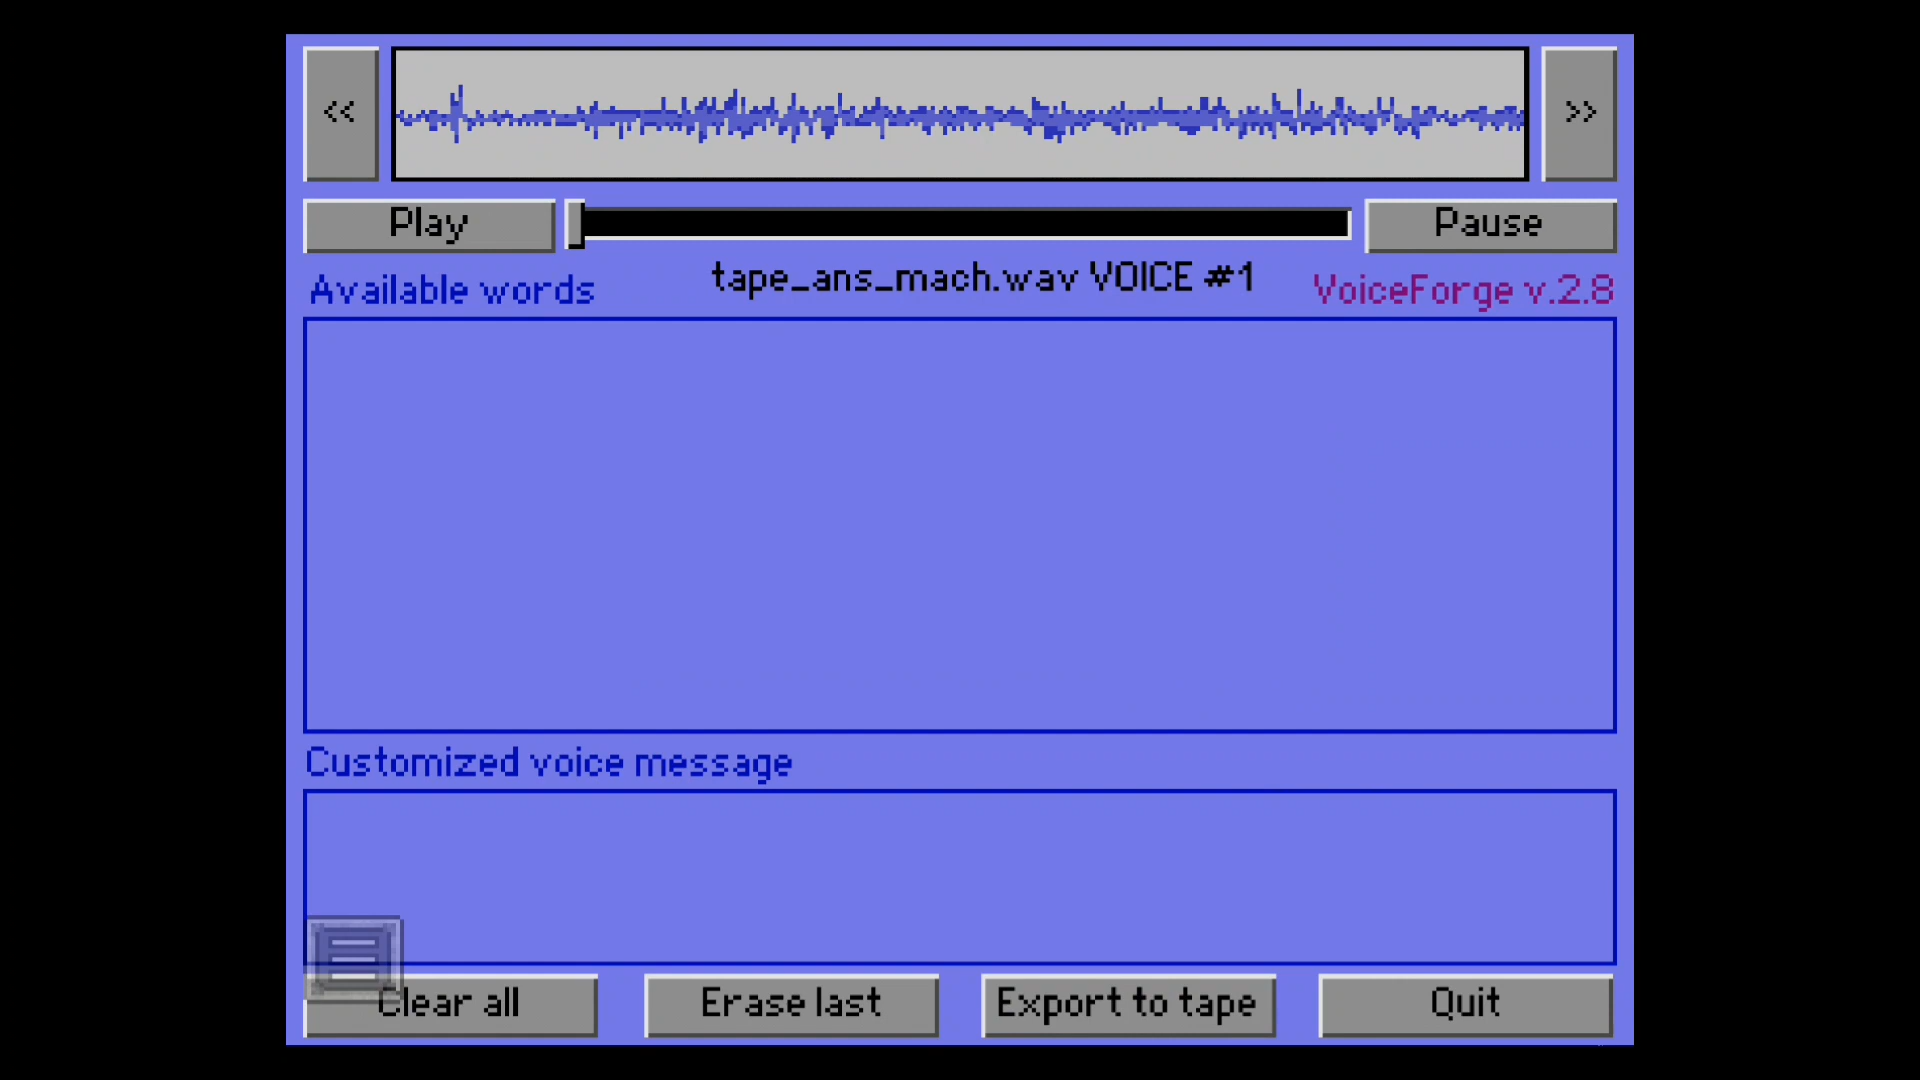 << >>
Play Pause
tape_ans_mach.wav VOICE #1
Available words VoiceForge v.2.8
Customized voice message
Clear all Erase last Export to tape Quit